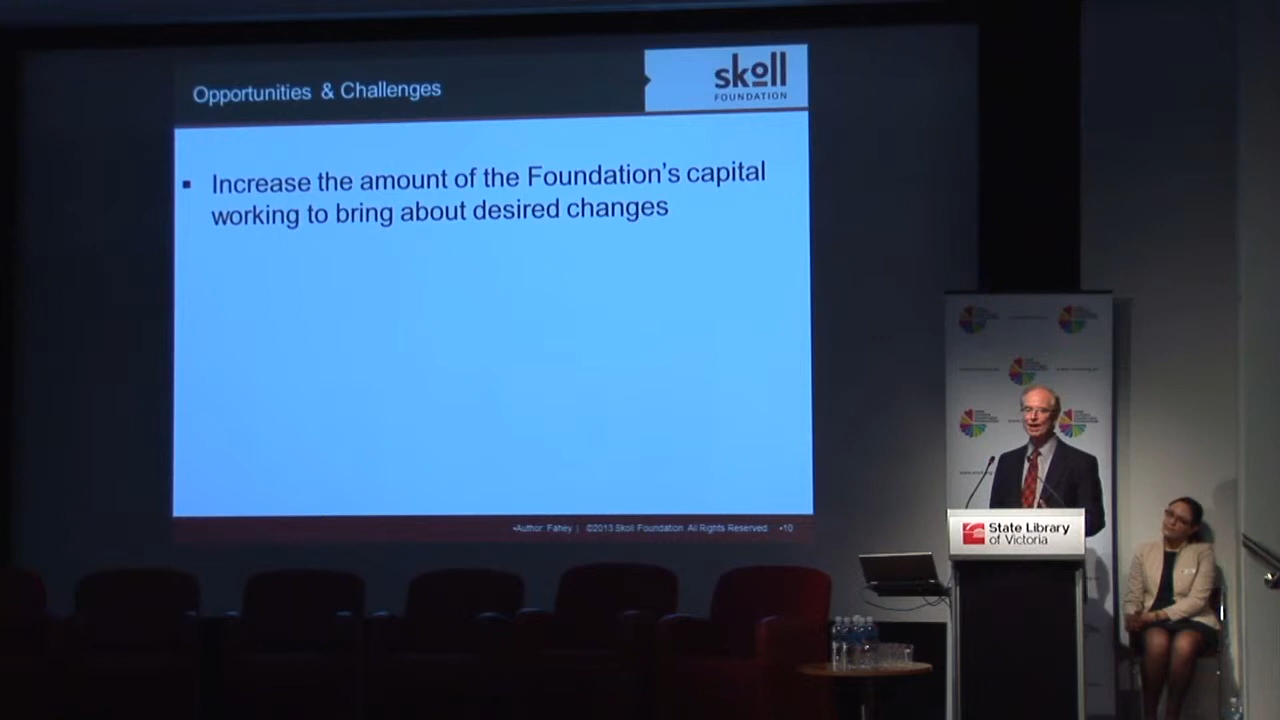 Opportunities & Challenges
skoll
FOUNDATION
▪ Increase the amount of the Foundation's capital
working to bring about desired changes
▪Author: Fahey | ©2013 Skoll Foundation All Rights Reserved ▪10
State Library
of Victoria